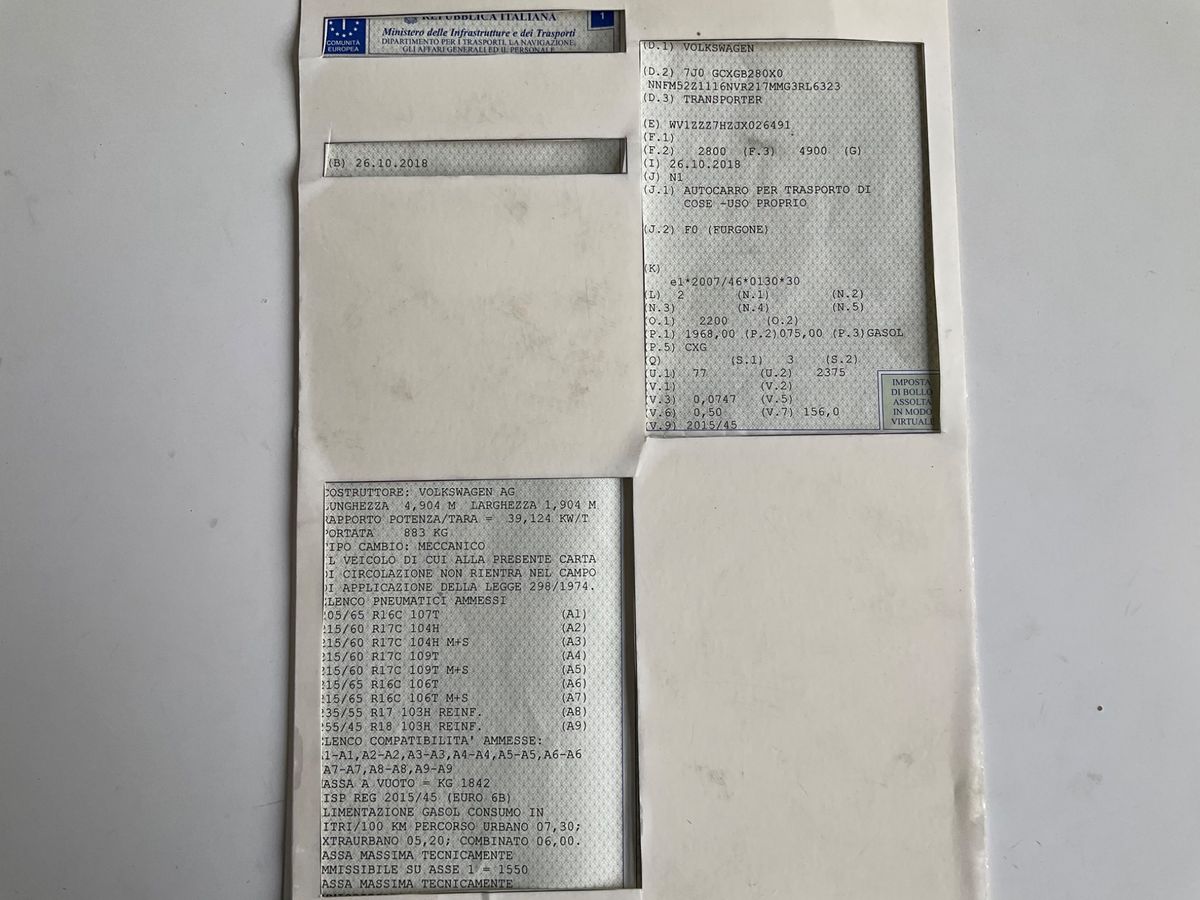 REPUBBLICA ITALIANA
COMUNITÀ
EUROPEA
I
Ministero delle Infrastrutture e dei Trasporti
DIPARTIMENTO PER I TRASPORTI, LA NAVIGAZIONE,
GLI AFFARI GENERALI ED IL PERSONALE
1
(B) 26.10.2018
(D.1) VOLKSWAGEN
(D.2) 7J0 GCXGB280X0
NNFM52Z1116NVR217MMG3RL6323
(D.3) TRANSPORTER
(E) WV1ZZZ7HZJX026491
(F.1)
(F.2) 2800 (F.3) 4900 (G)
(I) 26.10.2018
(J) N1
(J.1) AUTOCARRO PER TRASPORTO DI
COSE -USO PROPRIO
(J.2) F0 (FURGONE)
(K)
e1*2007/46*0130*30
(L) 2 (N.1) (N.2)
(N.3) (N.4) (N.5)
(O.1) 2200 (O.2)
(P.1) 1968,00 (P.2)075,00 (P.3)GASOL
(P.5) CXG
(Q) (S.1) 3 (S.2)
(U.1) 77 (U.2) 2375
(V.1) (V.2)
(V.3) 0,0747 (V.5)
(V.6) 0,50 (V.7) 156,0
(V.9) 2015/45
IMPOSTA
DI BOLLO
ASSOLTA
IN MODO
VIRTUALE
COSTRUTTORE: VOLKSWAGEN AG
LUNGHEZZA 4,904 M LARGHEZZA 1,904 M
RAPPORTO POTENZA/TARA = 39,124 KW/T
PORTATA 883 KG
TIPO CAMBIO: MECCANICO
IL VEICOLO DI CUI ALLA PRESENTE CARTA
DI CIRCOLAZIONE NON RIENTRA NEL CAMPO
DI APPLICAZIONE DELLA LEGGE 298/1974.
ELENCO PNEUMATICI AMMESSI
205/65 R16C 107T (A1)
215/60 R17C 104H (A2)
215/60 R17C 104H M+S (A3)
215/60 R17C 109T (A4)
215/60 R17C 109T M+S (A5)
215/65 R16C 106T (A6)
215/65 R16C 106T M+S (A7)
235/55 R17 103H REINF. (A8)
255/45 R18 103H REINF. (A9)
ELENCO COMPATIBILITA' AMMESSE:
A1-A1,A2-A2,A3-A3,A4-A4,A5-A5,A6-A6
A7-A7,A8-A8,A9-A9
MASSA A VUOTO = KG 1842
DISP REG 2015/45 (EURO 6B)
ALIMENTAZIONE GASOL CONSUMO IN
LITRI/100 KM PERCORSO URBANO 07,30;
EXTRAURBANO 05,20; COMBINATO 06,00.
MASSA MASSIMA TECNICAMENTE
AMMISSIBILE SU ASSE 1 = 1550
MASSA MASSIMA TECNICAMENTE